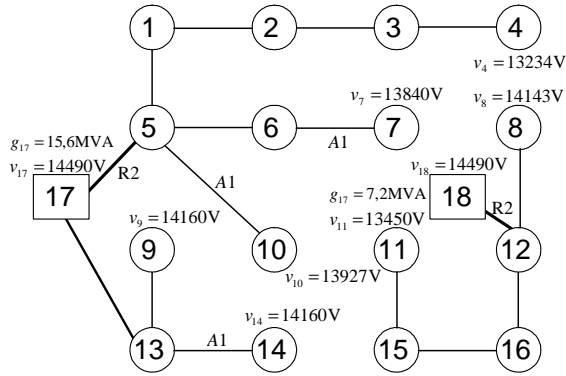 1 2 3 4
v4 = 13234V
v7 = 13840V
v8 = 14143V
5 6 7 8
A1
g17 = 15,6MVA
v17 = 14490V
R2
A1
v18 = 14490V
17
g17 = 7,2MVA
18
R2
v9 = 14160V
v11 = 13450V
9 10 11 12
v10 = 13927V
v14 = 14160V
A1
13 14 15 16